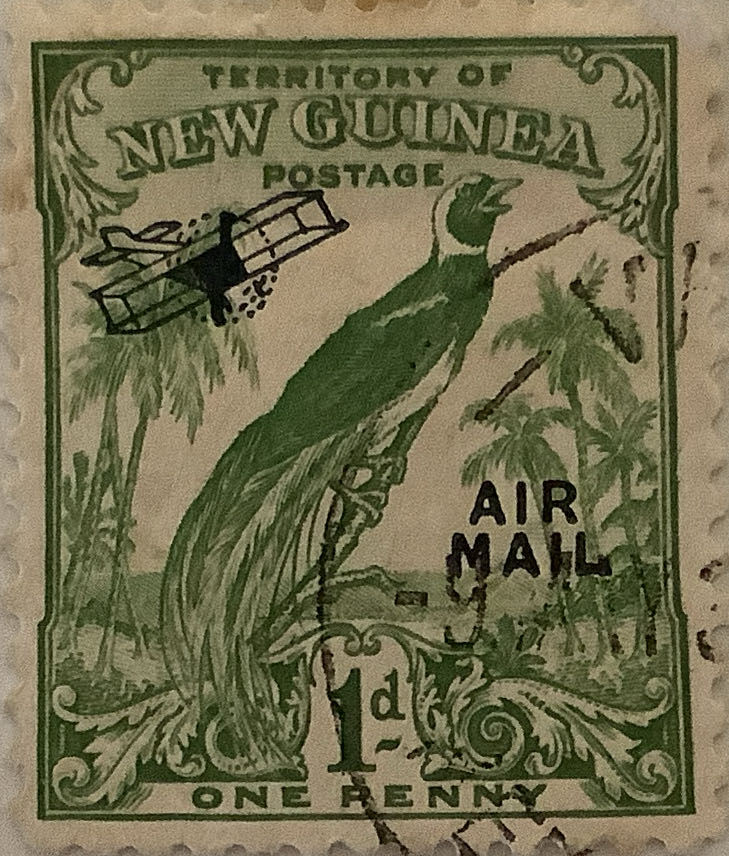 TERRITORY OF
NEW GUINEA
POSTAGE
AIR
MAIL
1d
ONE PENNY